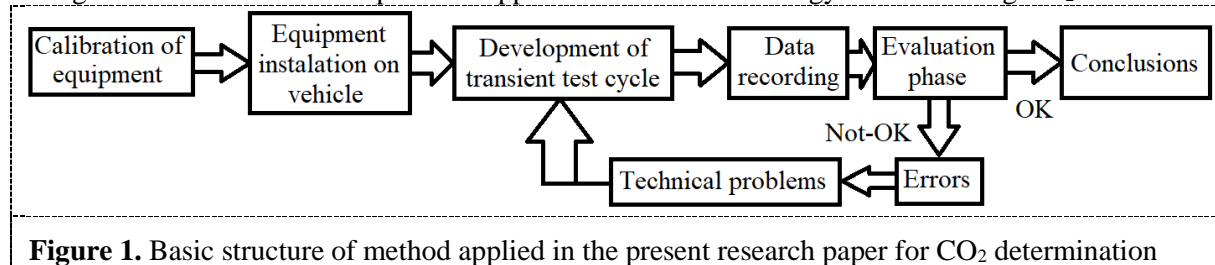 Calibration of
equipment
Equipment
instalation on
vehicle
Development of
transient test cycle
Data
recording
Evaluation
phase
Conclusions
OK
Not-OK
Errors
Technical problems
Figure 1. Basic structure of method applied in the present research paper for CO₂ determination